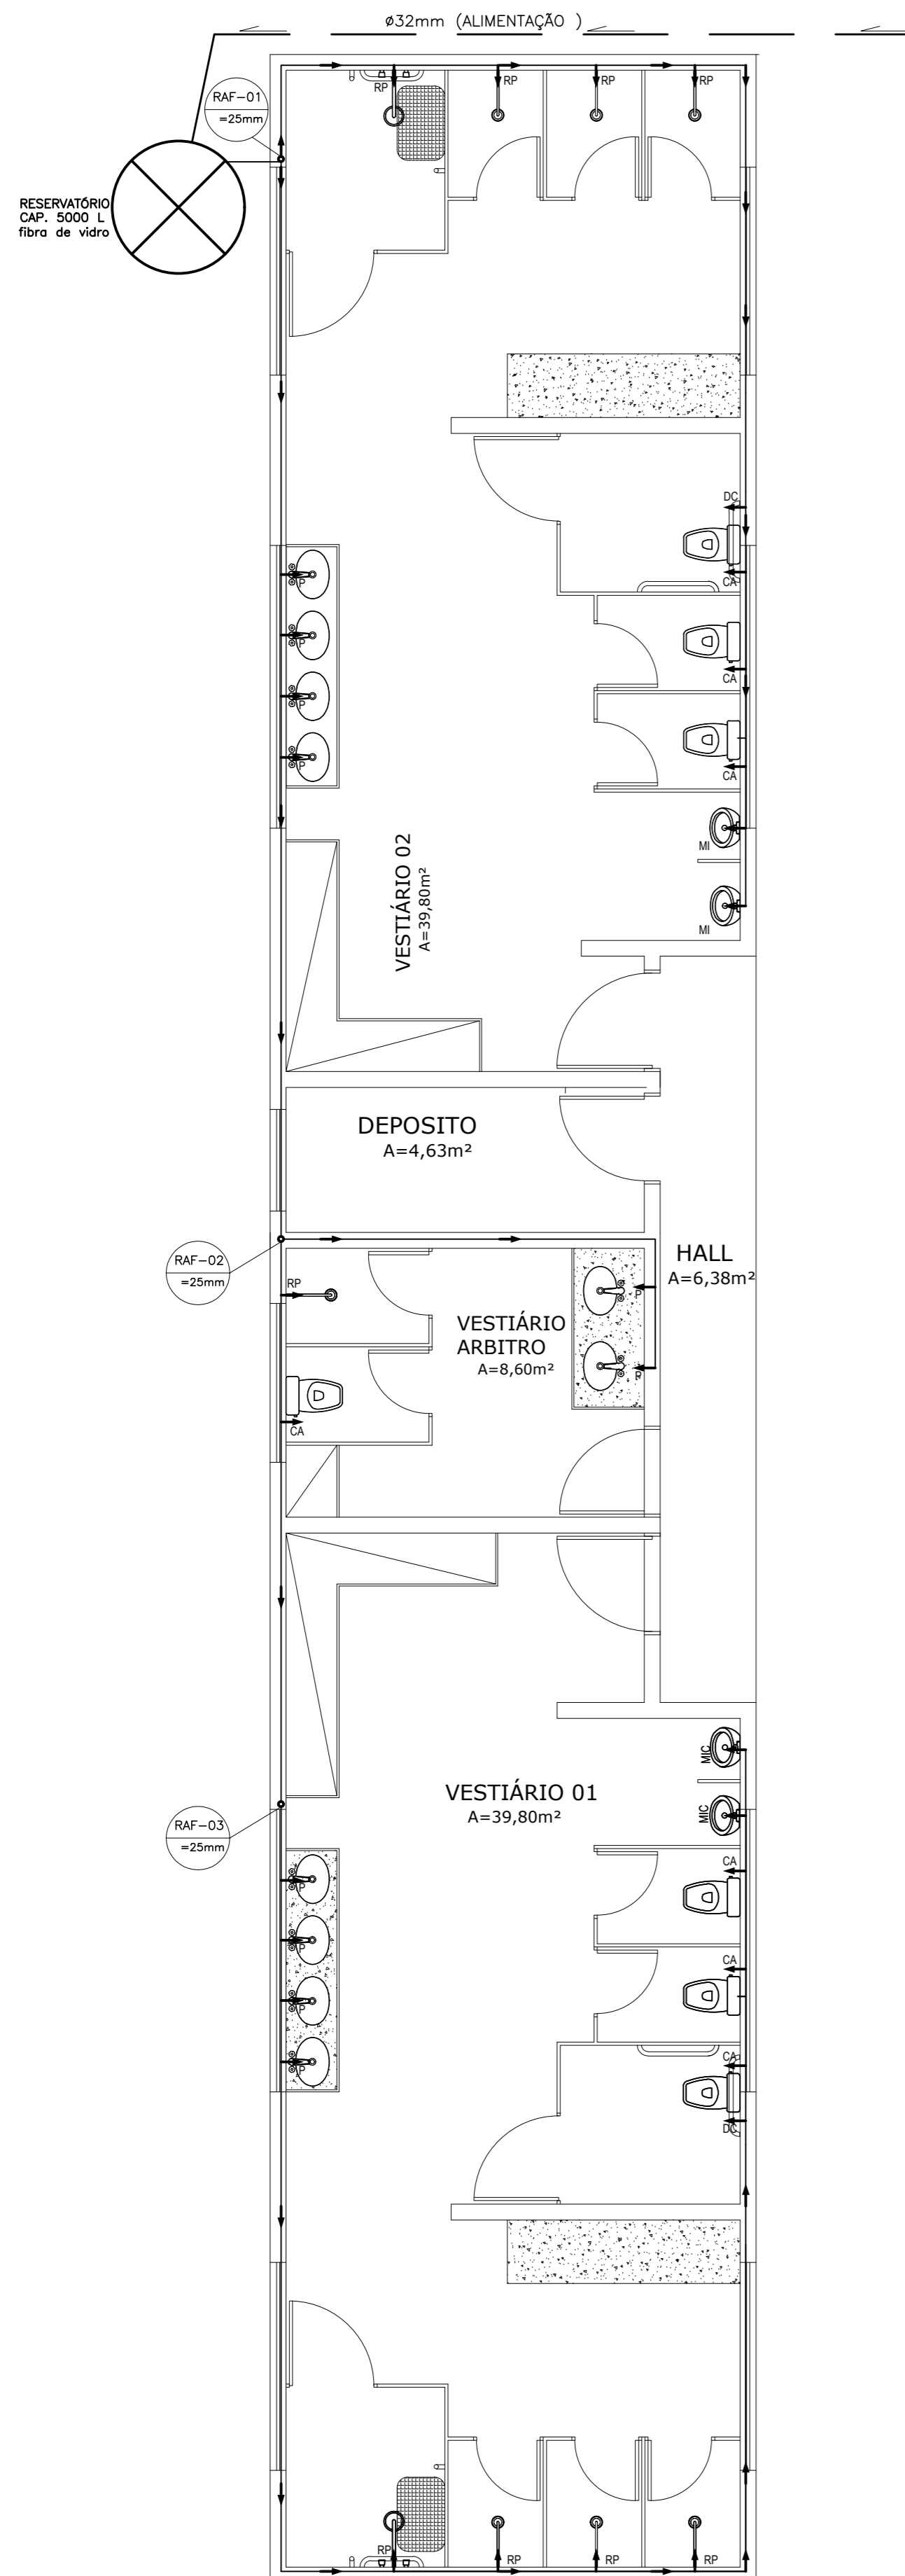 ø32mm (ALIMENTAÇÃO )
RAF-01
=25mm
RESERVATÓRIO
CAP. 5000 L
fibra de vidro
RP
RP
RP
RP
DC
CA
P
CA
P
P
CA
P
MI
MI
VESTIÁRIO 02
A=39,80m²
DEPOSITO
A=4,63m²
RAF-02
=25mm
HALL
A=6,38m²
RP
P
VESTIÁRIO
ARBITRO
A=8,60m²
P
CA
MIC
VESTIÁRIO 01
A=39,80m²
MIC
RAF-03
=25mm
CA
P
P
CA
P
CA
P
DC
RP
RP
RP
RP